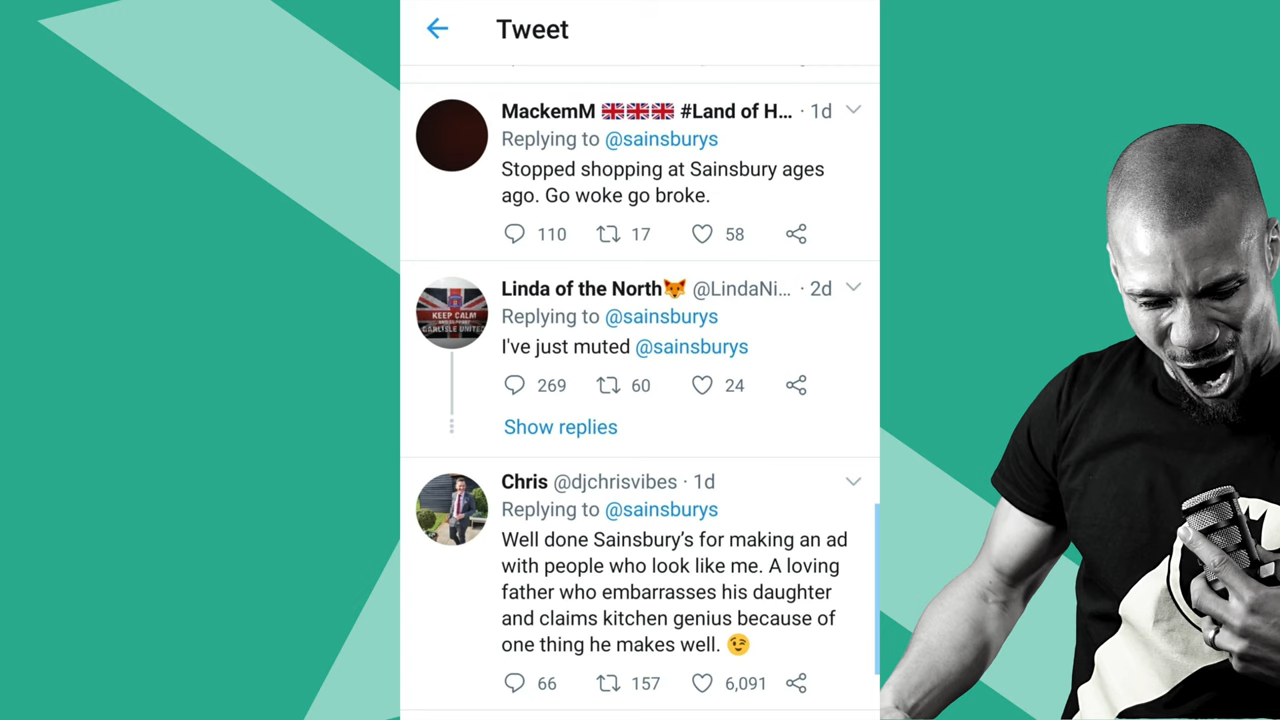 Tweet
MackemM 🇬🇧🇬🇧🇬🇧 #Land of H... · 1d
Replying to @sainsburys
Stopped shopping at Sainsbury ages
ago. Go woke go broke.
110 17 58
Linda of the North🦊 @LindaNi... · 2d
Replying to @sainsburys
I've just muted @sainsburys
KEEP CALM
CARLISLE UNITED
269 60 24
Show replies
Chris @djchrisvibes · 1d
Replying to @sainsburys
Well done Sainsbury’s for making an ad
with people who look like me. A loving
father who embarrasses his daughter
and claims kitchen genius because of
one thing he makes well. 😉
66 157 6,091